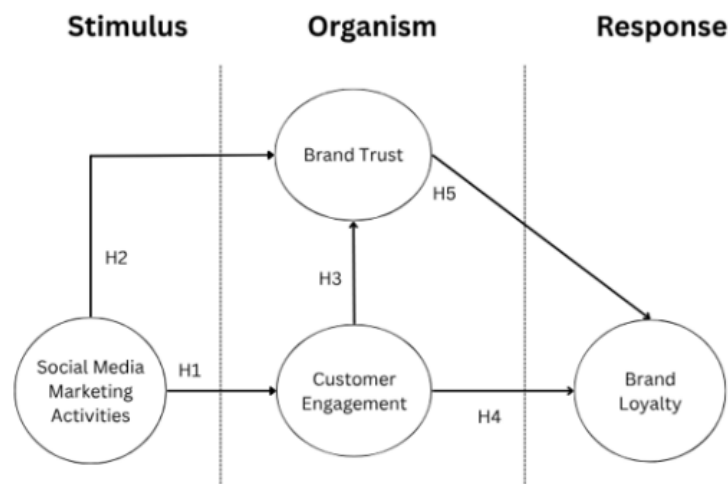 Stimulus
Organism
Response
Brand Trust
H5
H2
H3
Social Media
Marketing
Activities
H1
Customer
Engagement
H4
Brand
Loyalty